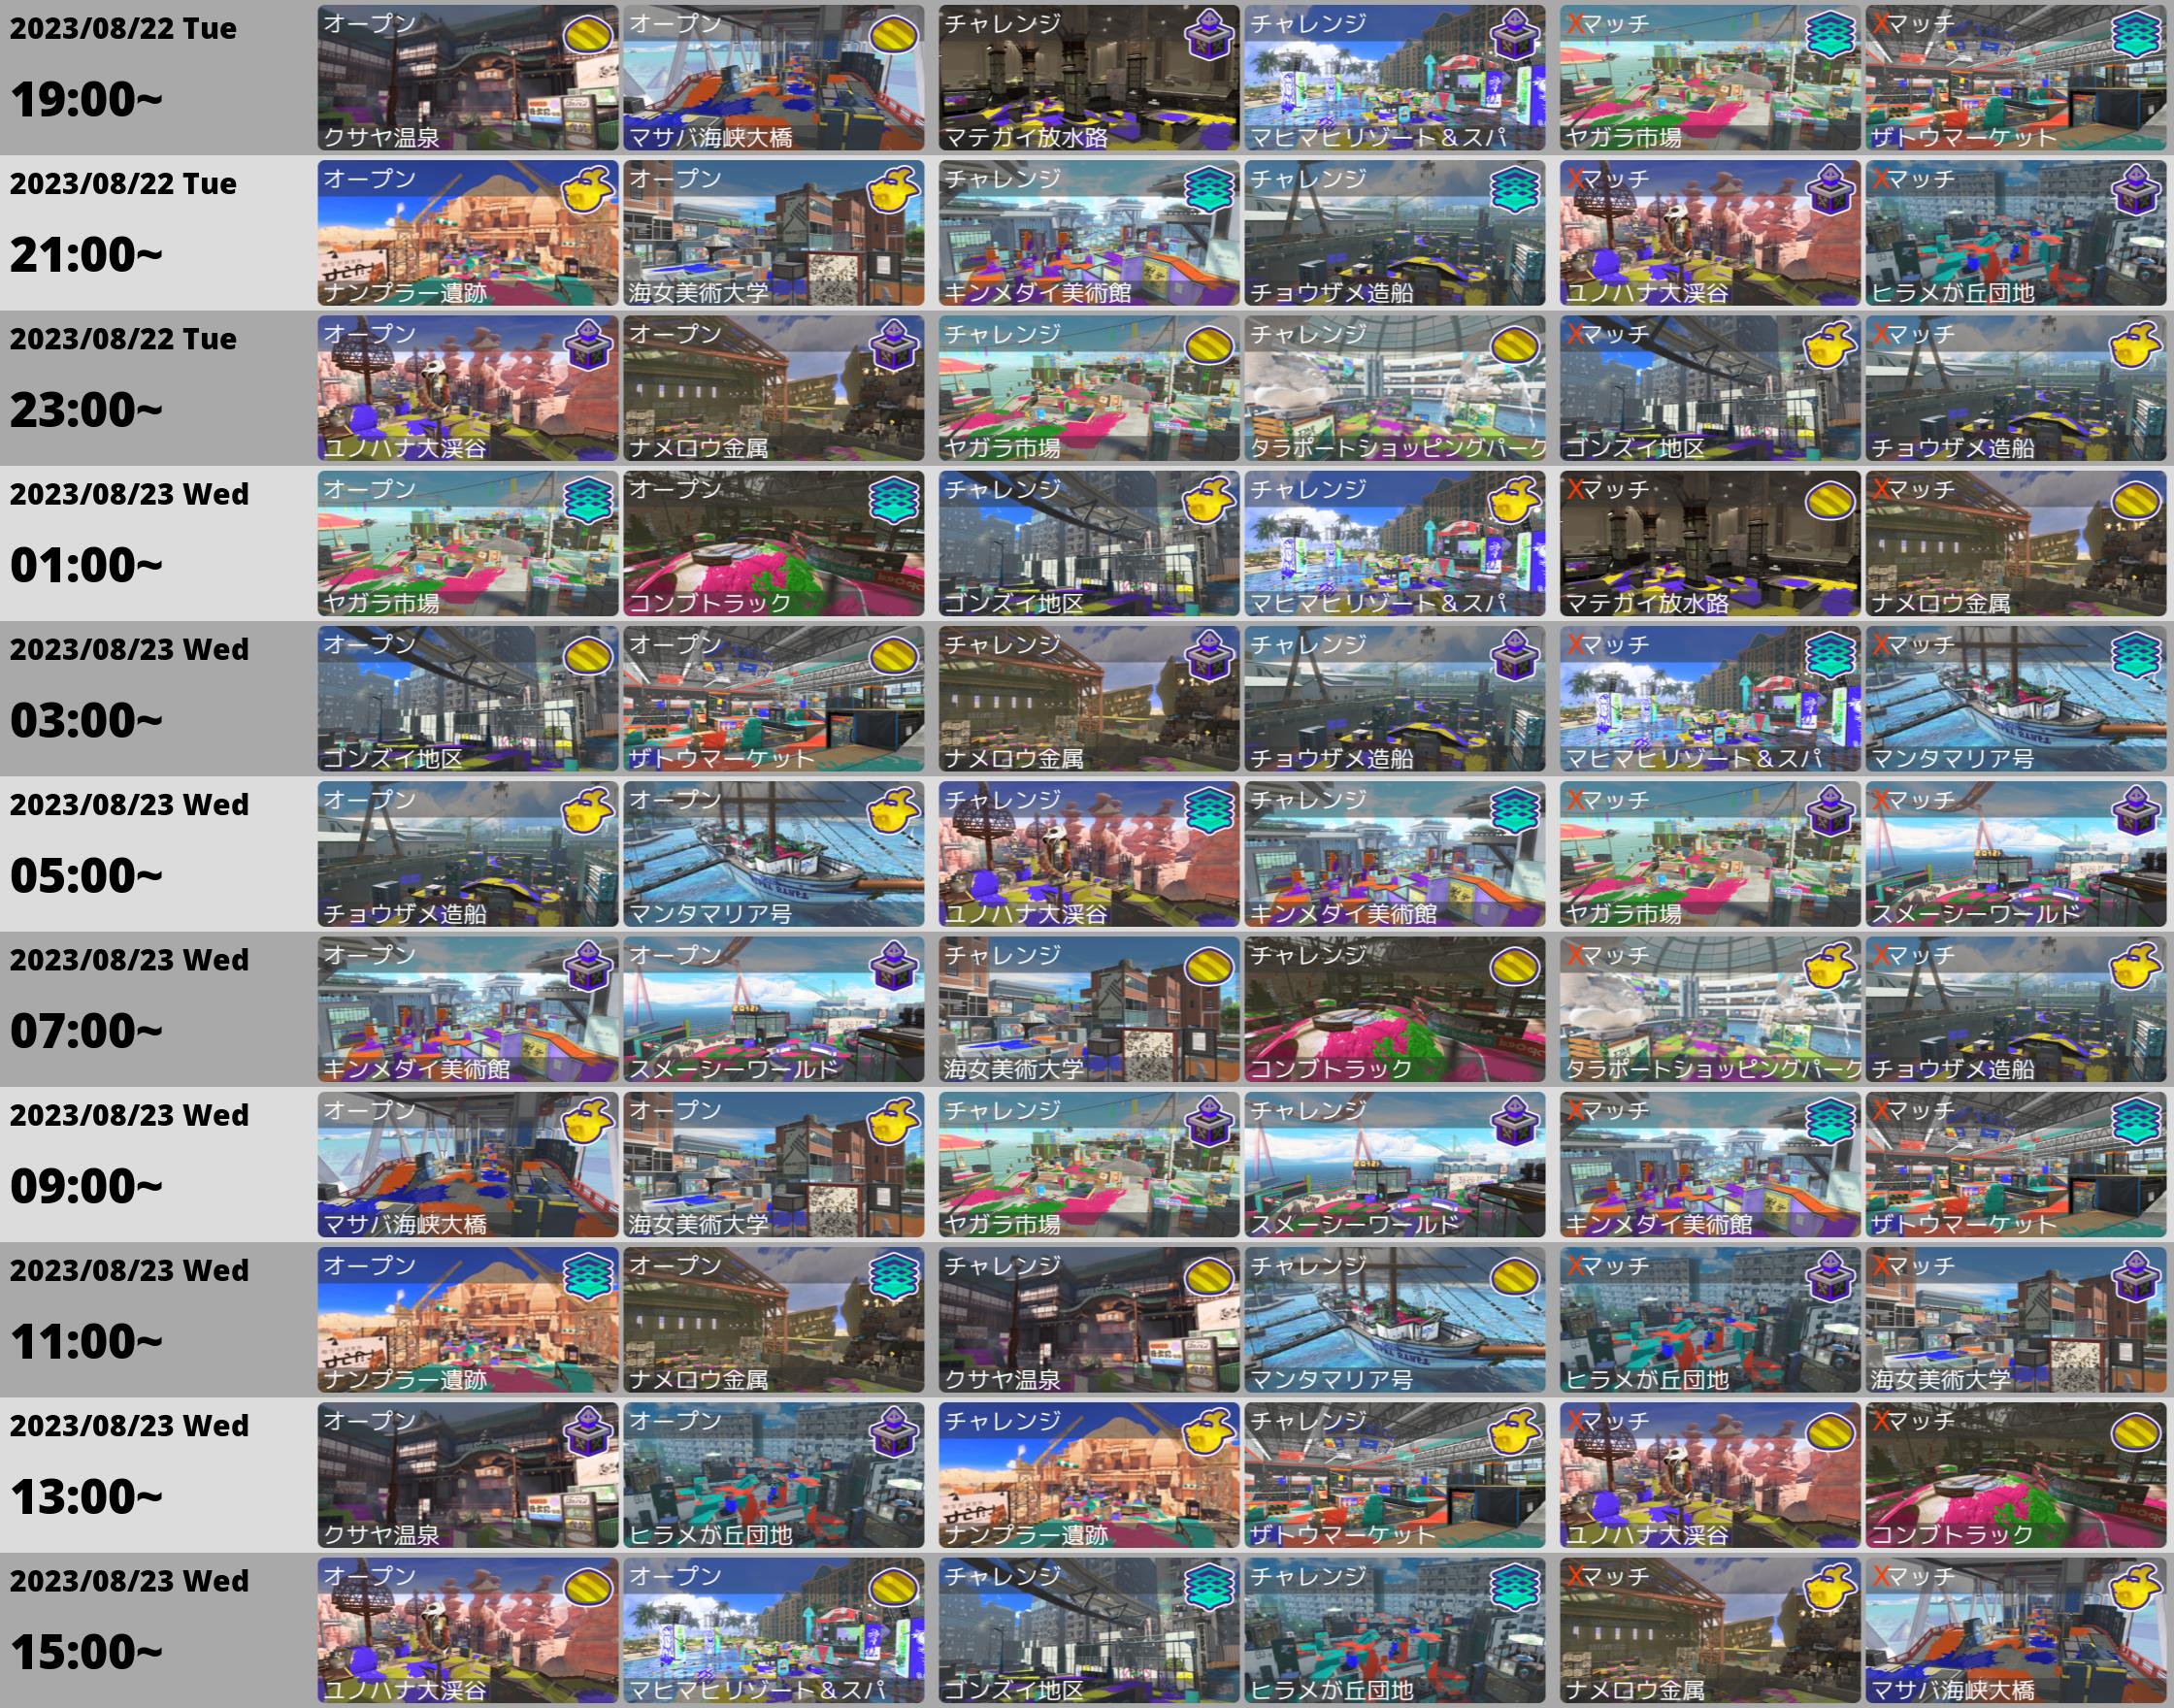 2023/08/22 Tue
19:00~
オープン
クサヤ温泉
オープン
マサバ海峡大橋
チャレンジ
マテガイ放水路
チャレンジ
マヒマヒリゾート＆スパ
Xマッチ
ヤガラ市場
Xマッチ
ザトウマーケット
2023/08/22 Tue
21:00~
オープン
ナンプラー遺跡
オープン
海女美術大学
チャレンジ
キンメダイ美術館
チャレンジ
チョウザメ造船
Xマッチ
ユノハナ大渓谷
Xマッチ
ヒラメが丘団地
2023/08/22 Tue
23:00~
オープン
ユノハナ大渓谷
オープン
ナメロウ金属
チャレンジ
ヤガラ市場
チャレンジ
タラポートショッピングパーク
Xマッチ
ゴンズイ地区
Xマッチ
チョウザメ造船
2023/08/23 Wed
01:00~
オープン
ヤガラ市場
オープン
コンブトラック
チャレンジ
ゴンズイ地区
チャレンジ
マヒマヒリゾート＆スパ
Xマッチ
マテガイ放水路
Xマッチ
ナメロウ金属
2023/08/23 Wed
03:00~
オープン
ゴンズイ地区
オープン
ザトウマーケット
チャレンジ
ナメロウ金属
チャレンジ
チョウザメ造船
Xマッチ
マヒマヒリゾート＆スパ
Xマッチ
マンタマリア号
2023/08/23 Wed
05:00~
オープン
チョウザメ造船
オープン
マンタマリア号
チャレンジ
ユノハナ大渓谷
チャレンジ
キンメダイ美術館
Xマッチ
ヤガラ市場
Xマッチ
スメーシーワールド
2023/08/23 Wed
07:00~
オープン
キンメダイ美術館
オープン
スメーシーワールド
チャレンジ
海女美術大学
チャレンジ
コンブトラック
Xマッチ
タラポートショッピングパーク
Xマッチ
チョウザメ造船
2023/08/23 Wed
09:00~
オープン
マサバ海峡大橋
オープン
海女美術大学
チャレンジ
ヤガラ市場
チャレンジ
スメーシーワールド
Xマッチ
キンメダイ美術館
Xマッチ
ザトウマーケット
2023/08/23 Wed
11:00~
オープン
ナンプラー遺跡
オープン
ナメロウ金属
チャレンジ
クサヤ温泉
チャレンジ
マンタマリア号
Xマッチ
ヒラメが丘団地
Xマッチ
海女美術大学
2023/08/23 Wed
13:00~
オープン
クサヤ温泉
オープン
ヒラメが丘団地
チャレンジ
ナンプラー遺跡
チャレンジ
ザトウマーケット
Xマッチ
ユノハナ大渓谷
Xマッチ
コンブトラック
2023/08/23 Wed
15:00~
オープン
ユノハナ大渓谷
オープン
マヒマヒリゾート＆スパ
チャレンジ
ゴンズイ地区
チャレンジ
ヒラメが丘団地
Xマッチ
ナメロウ金属
Xマッチ
マサバ海峡大橋